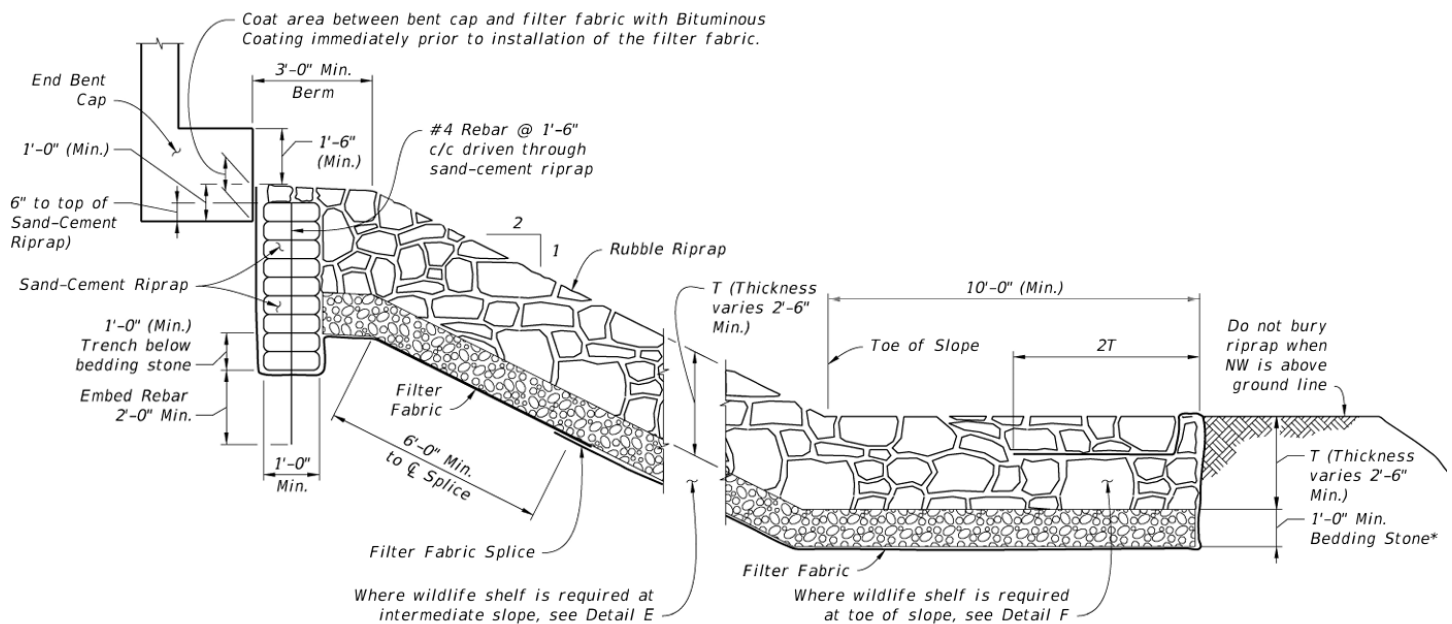 Coat area between bent cap and filter fabric with Bituminous
Coating immediately prior to installation of the filter fabric.
3'-0" Min.
Berm
End Bent
Cap
1'-6"
(Min.)
#4 Rebar @ 1'-6"
c/c driven through
sand-cement riprap
1'-0" (Min.)
6" to top of
Sand-Cement
Riprap)
2
1
Rubble Riprap
Sand-Cement Riprap
T (Thickness
varies 2'-6"
Min.)
10'-0" (Min.)
Do not bury
riprap when
NW is above
ground line
1'-0" (Min.)
Trench below
bedding stone
Toe of Slope
2T
Embed Rebar
2'-0" Min.
Filter
Fabric
6'-0" Min.
to ℄ Splice
1'-0"
Min.
T (Thickness
varies 2'-6"
Min.)
1'-0" Min.
Bedding Stone*
Filter Fabric Splice
Filter Fabric
Where wildlife shelf is required at
intermediate slope, see Detail E
Where wildlife shelf is required
at toe of slope, see Detail F